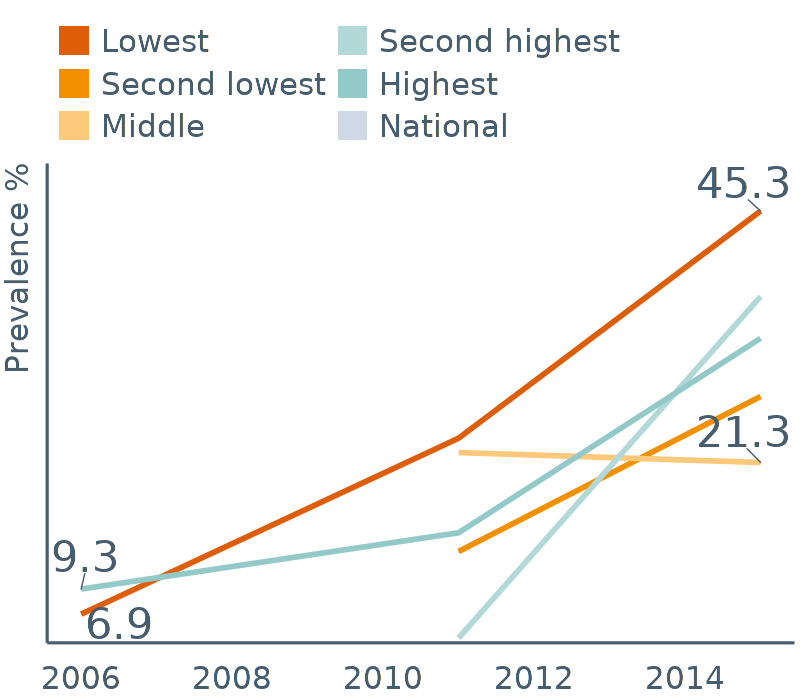 Lowest
Second lowest
Middle
Second highest
Highest
National
Prevalence %
45.3
21.3
9.3
6.9
2006 2008 2010 2012 2014